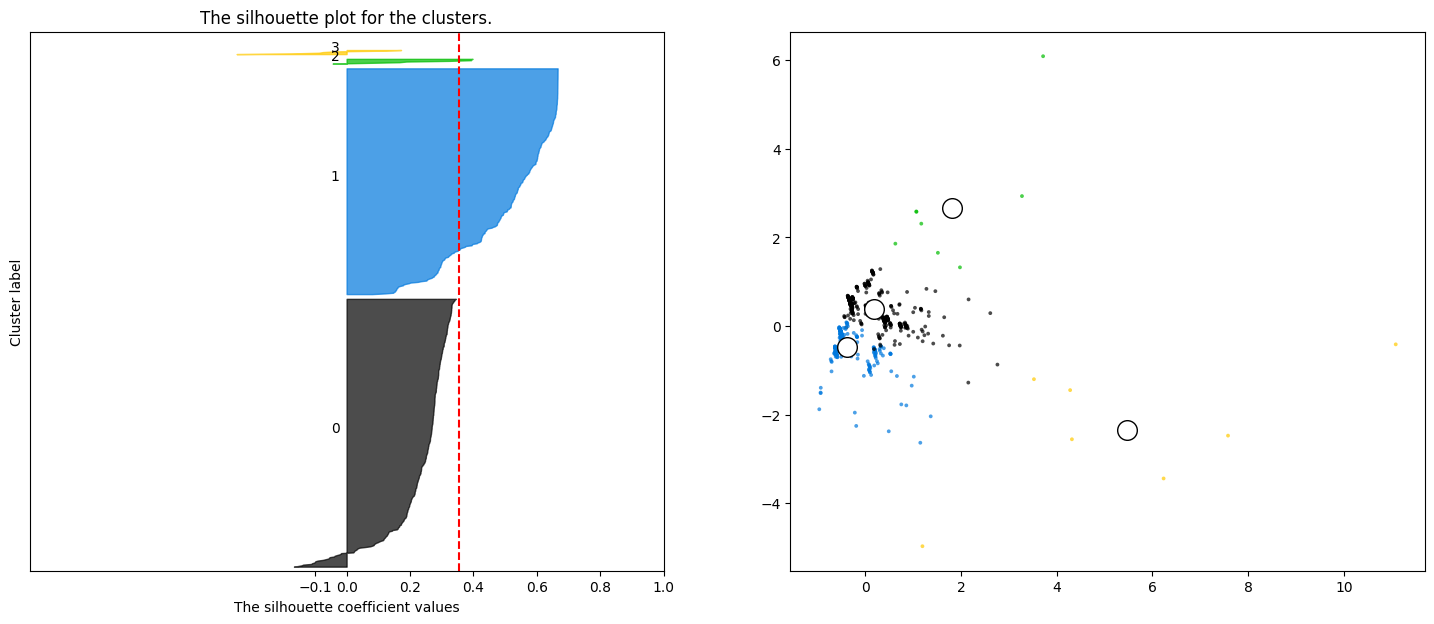 The silhouette plot for the clusters.
3
2
1
0
Cluster label
−0.1 0.0 0.2 0.4 0.6 0.8 1.0
The silhouette coefficient values
6
4
2
0
−2
−4
0 2 4 6 8 10